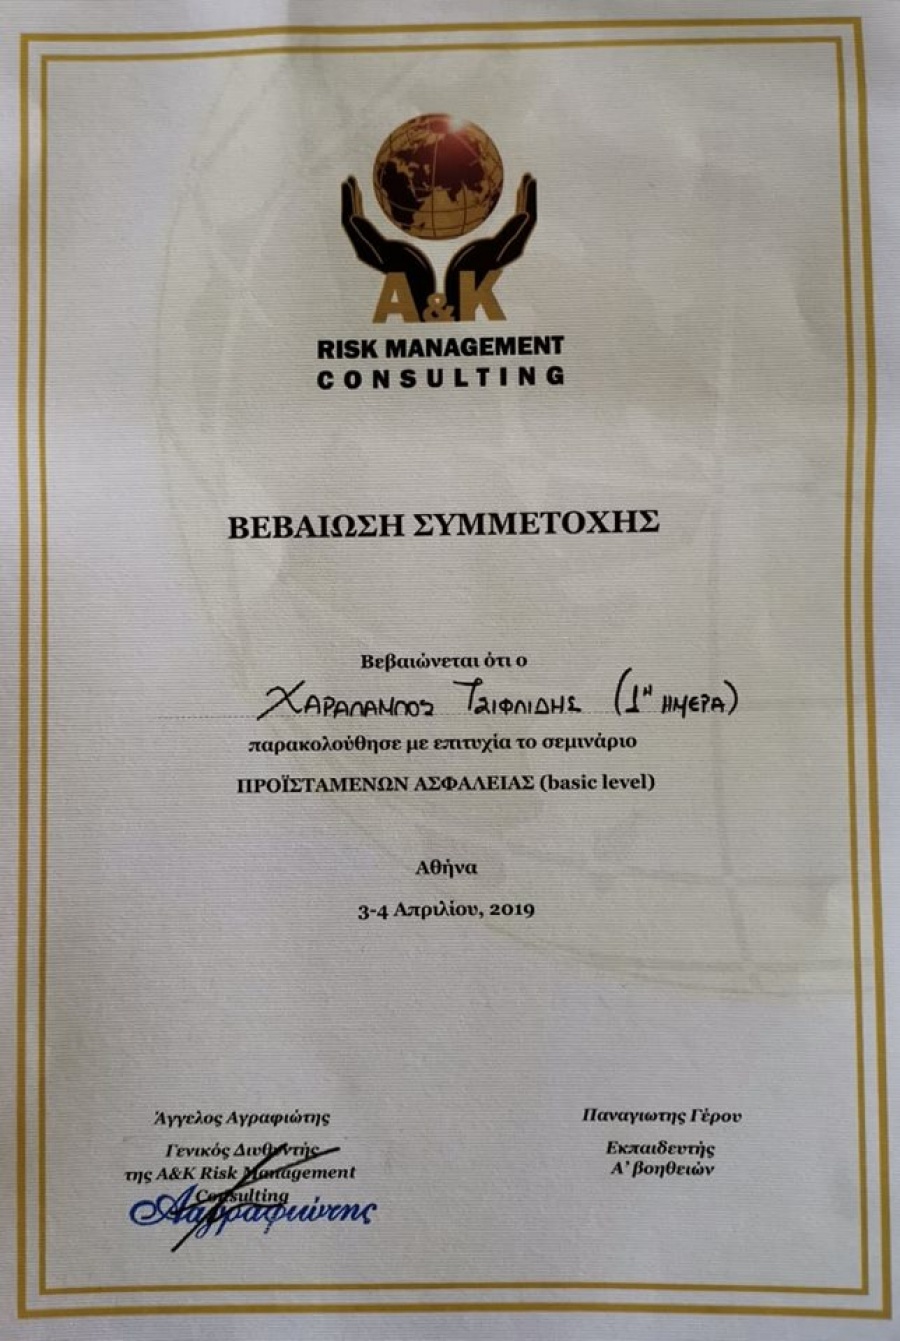 A&K
RISK MANAGEMENT
CONSULTING
ΒΕΒΑΙΩΣΗ ΣΥΜΜΕΤΟΧΗΣ
Βεβαιώνεται ότι ο
ΧΑΡΑΛΑΜΠΟΣ ΤΣΙΦΛΙΔΗΣ (1η ΗΜΕΡΑ)
παρακολούθησε με επιτυχία το σεμινάριο
ΠΡΟΪΣΤΑΜΕΝΩΝ ΑΣΦΑΛΕΙΑΣ (basic level)
Αθήνα
3-4 Απριλίου, 2019
Άγγελος Αγραφιώτης
Γενικός Διυθντής
της A&K Risk Management
Consulting
Αγραφιώτης
Παναγιωτης Γέρου
Εκπαιδευτής
Α' βοηθειών